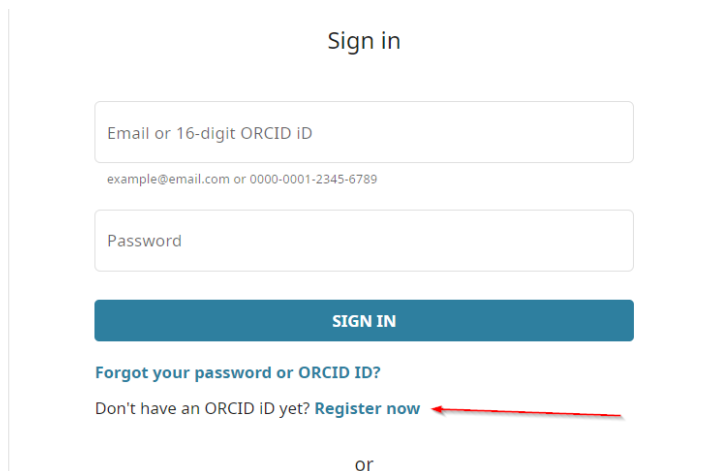 Sign in
Email or 16-digit ORCID iD
example@email.com or 0000-0001-2345-6789
Password
SIGN IN
Forgot your password or ORCID ID?
Don't have an ORCID iD yet? Register now
or